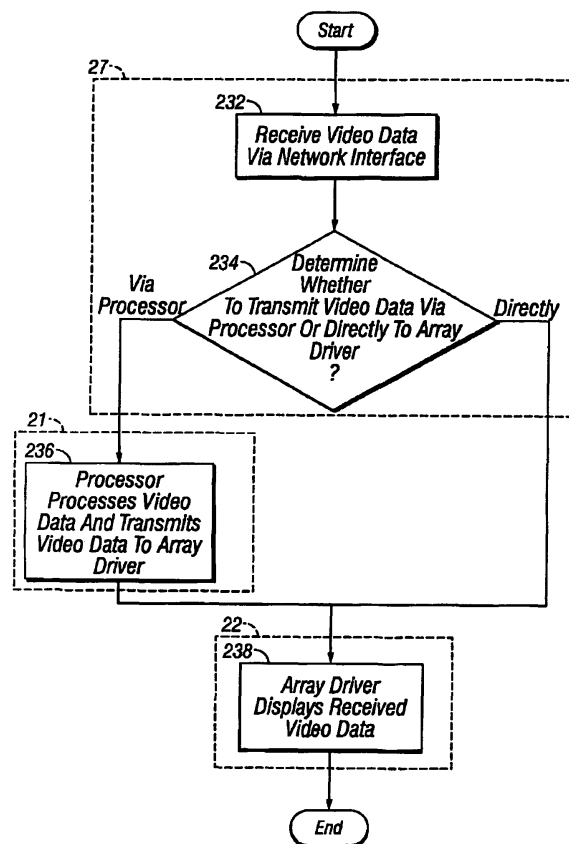 Start
27
232
Receive Video Data
Via Network Interface
234
Determine
Whether
To Transmit Video Data Via
Processor Or Directly To Array
Driver
?
Via
Processor
Directly
21
236
Processor
Processes Video
Data And Transmits
Video Data To Array
Driver
22
238
Array Driver
Displays Received
Video Data
End